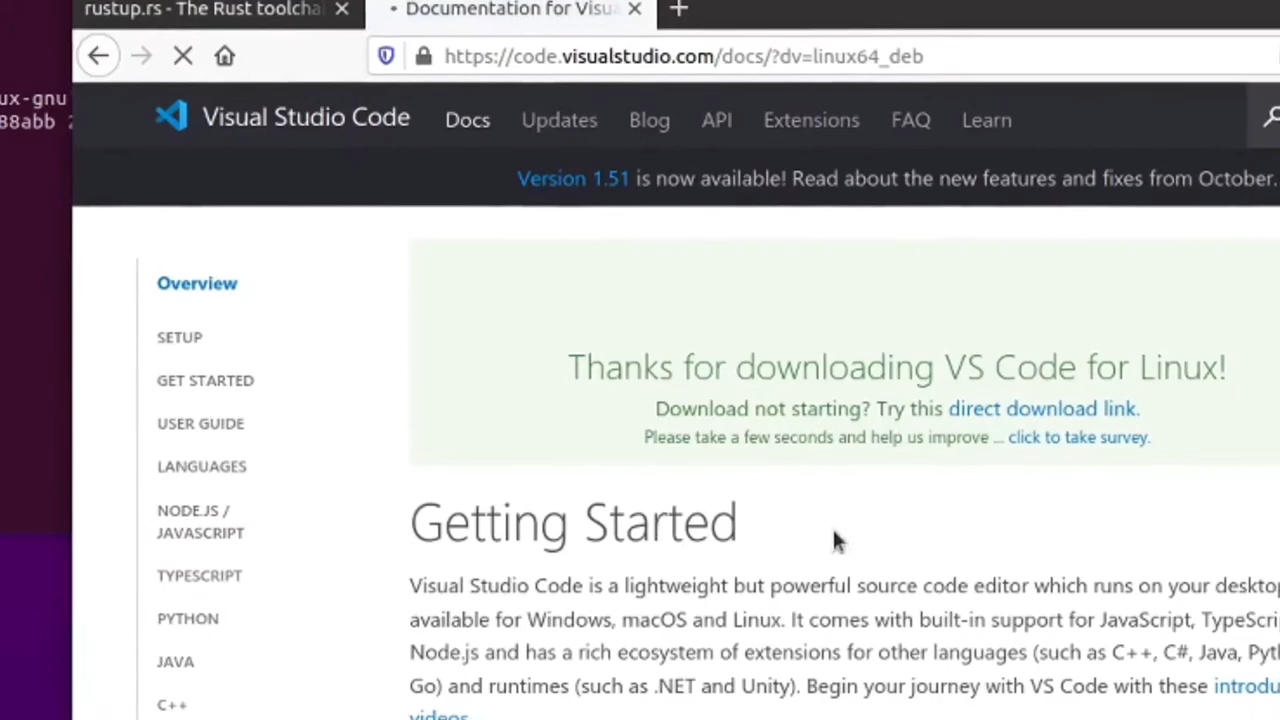 rustup.rs - The Rust toolchai
Documentation for Visua
https://code.visualstudio.com/docs/?dv=linux64_deb
ux-gnu
88abb 2
Visual Studio Code Docs Updates Blog API Extensions FAQ Learn
Version 1.51 is now available! Read about the new features and fixes from October.
Overview
SETUP
GET STARTED
USER GUIDE
LANGUAGES
NODE.JS /
JAVASCRIPT
TYPESCRIPT
PYTHON
JAVA
C++
Thanks for downloading VS Code for Linux!
Download not starting? Try this direct download link.
Please take a few seconds and help us improve ... click to take survey.
Getting Started
Visual Studio Code is a lightweight but powerful source code editor which runs on your desktop
available for Windows, macOS and Linux. It comes with built-in support for JavaScript, TypeScri
Node.js and has a rich ecosystem of extensions for other languages (such as C++, C#, Java, Pyth
Go) and runtimes (such as .NET and Unity). Begin your journey with VS Code with these introdu
videos.